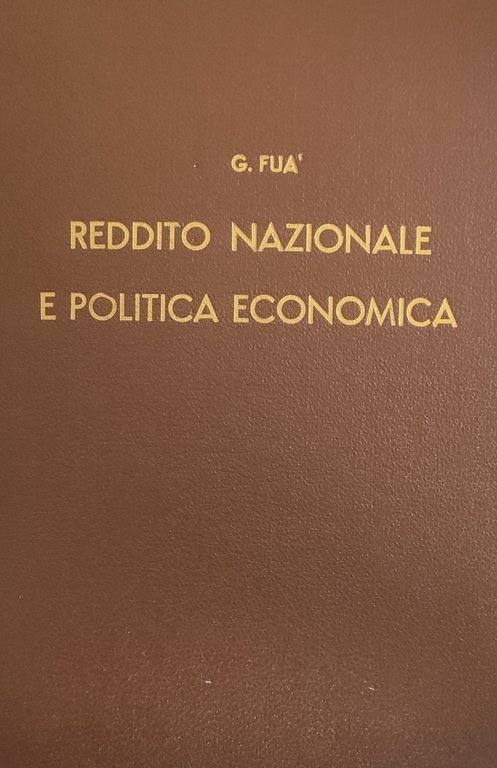 G. FUA'
REDDITO NAZIONALE
E POLITICA ECONOMICA